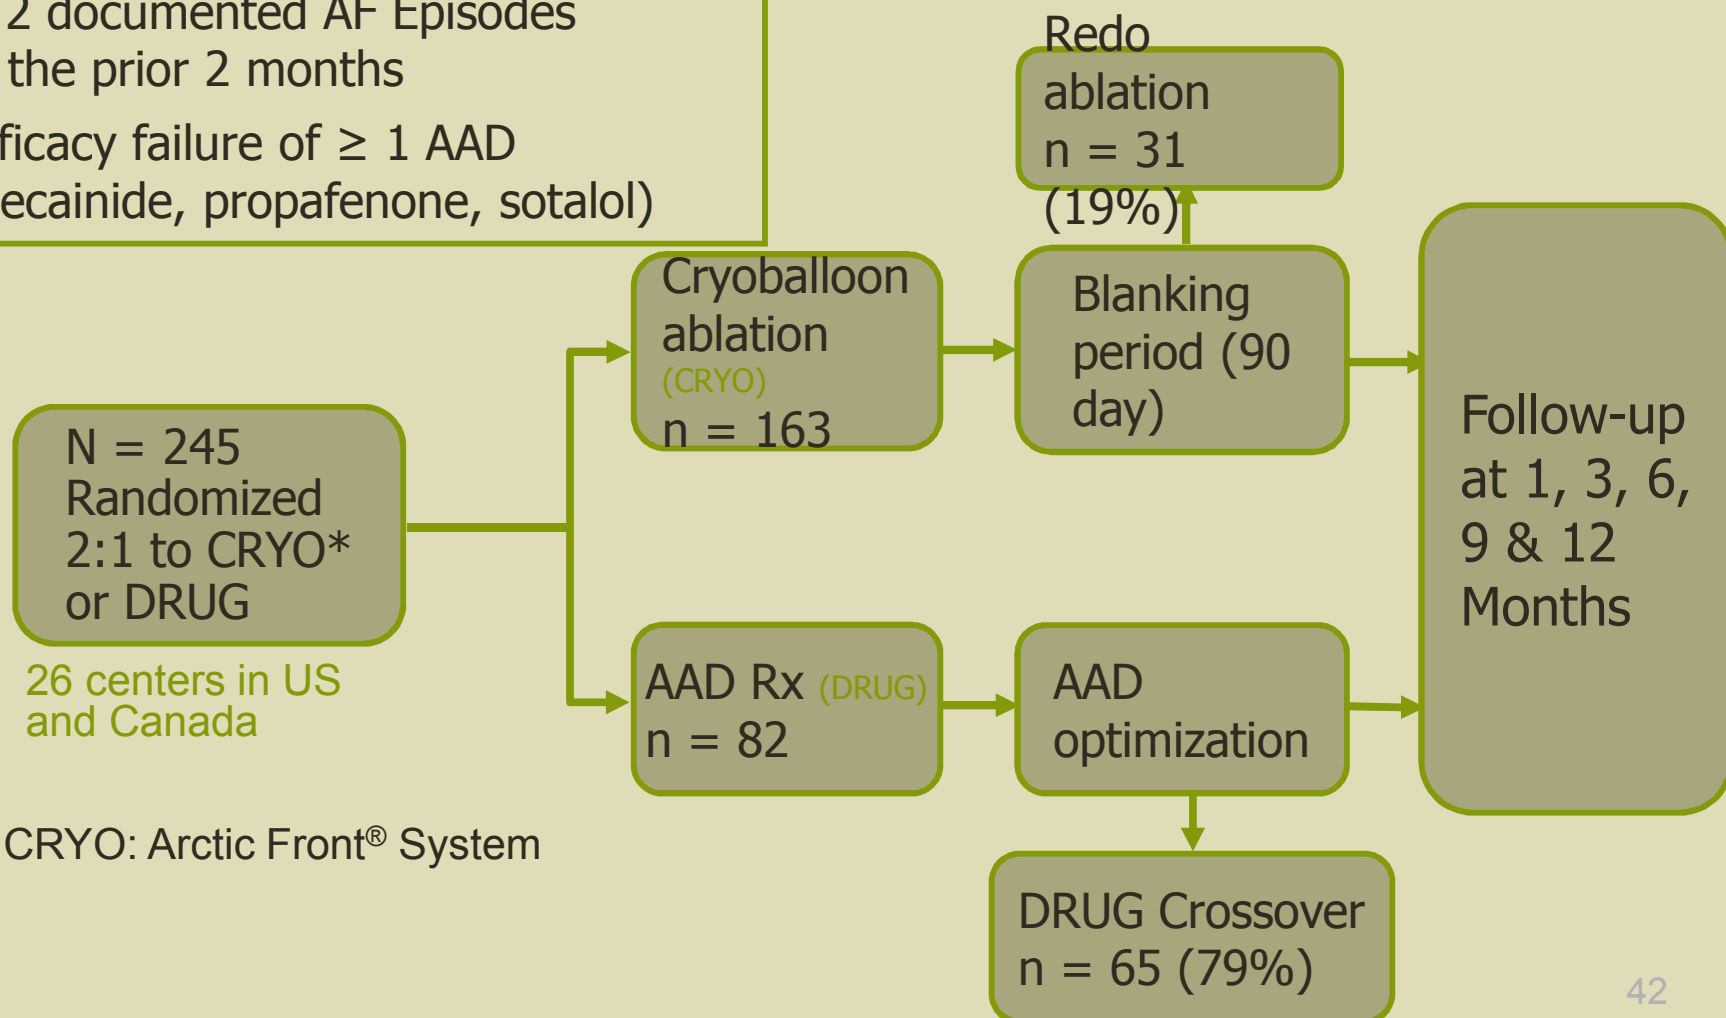 2 documented AF Episodes
the prior 2 months
ficacy failure of ≥ 1 AAD
ecainide, propafenone, sotalol)
Redo
ablation
n = 31
(19%)
Cryoballoon
ablation
(CRYO)
n = 163
Blanking
period (90
day)
N = 245
Randomized
2:1 to CRYO*
or DRUG
Follow-up
at 1, 3, 6,
9 & 12
Months
26 centers in US
and Canada
AAD Rx (DRUG)
n = 82
AAD
optimization
CRYO: Arctic Front® System
DRUG Crossover
n = 65 (79%)
42